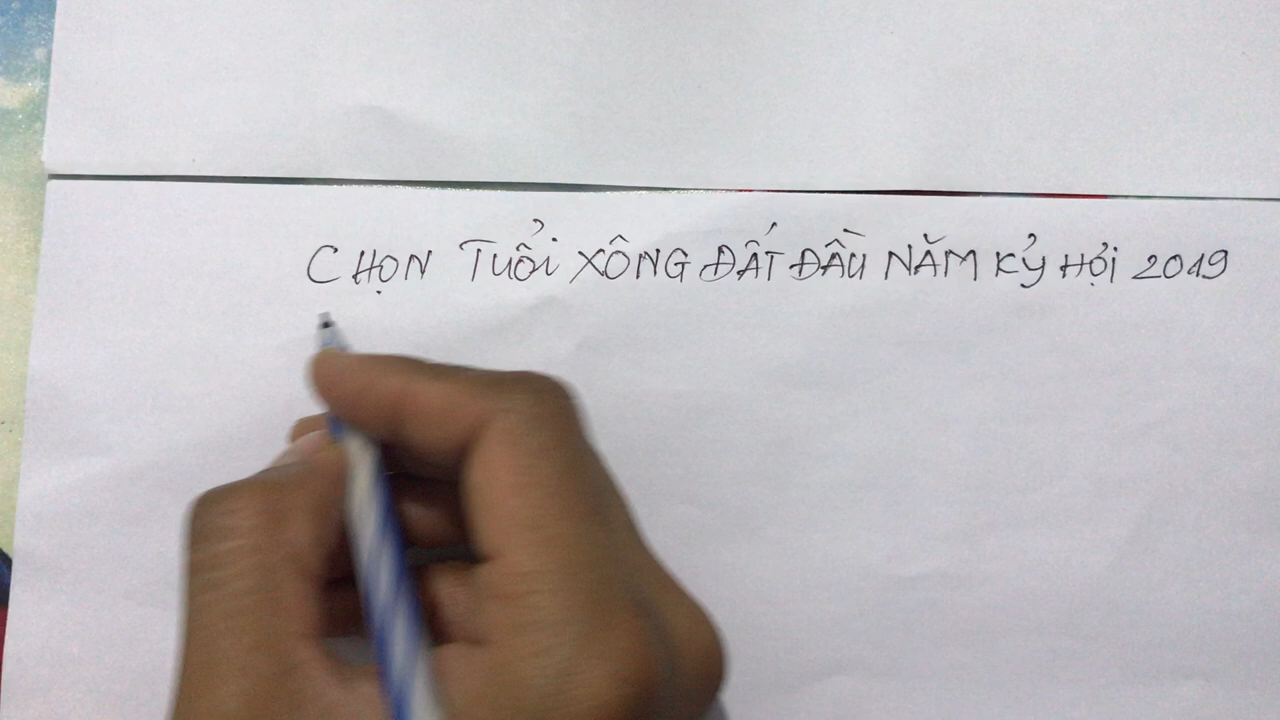 CHỌN TUỔI XÔNG ĐẤT ĐẦU NĂM KỶ HỢI 2019